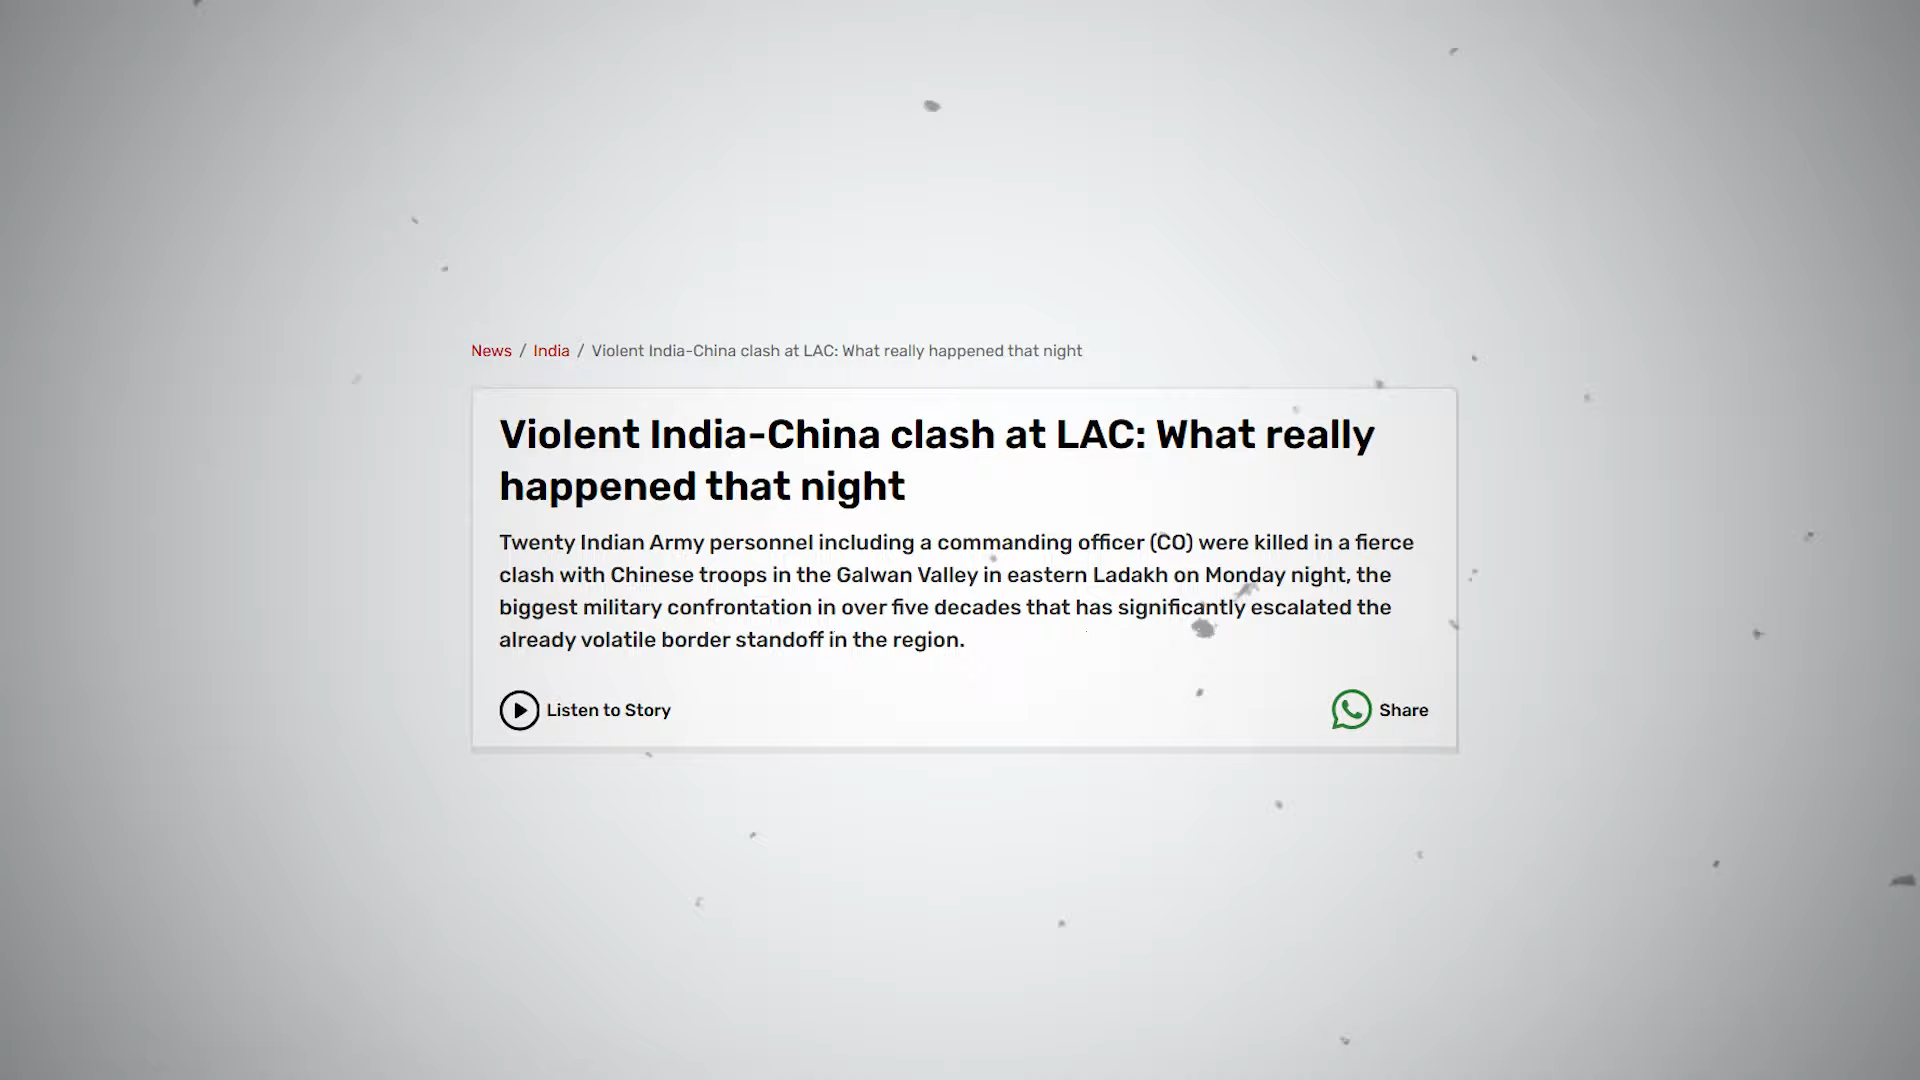 News / India / Violent India-China clash at LAC: What really happened that night
Violent India-China clash at LAC: What really
happened that night
Twenty Indian Army personnel including a commanding officer (CO) were killed in a fierce
clash with Chinese troops in the Galwan Valley in eastern Ladakh on Monday night, the
biggest military confrontation in over five decades that has significantly escalated the
already volatile border standoff in the region.
Listen to Story
Share